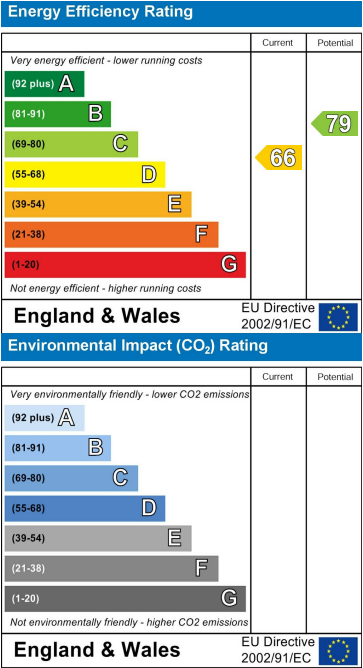 Energy Efficiency Rating
Current Potential
Very energy efficient - lower running costs
(92 plus) A
(81-91) B
(69-80) C
(55-68) D
(39-54) E
(21-38) F
(1-20) G
66
79
Not energy efficient - higher running costs
England & Wales
EU Directive
2002/91/EC
Environmental Impact (CO₂) Rating
Current Potential
Very environmentally friendly - lower CO2 emissions
(92 plus) A
(81-91) B
(69-80) C
(55-68) D
(39-54) E
(21-38) F
(1-20) G
Not environmentally friendly - higher CO2 emissions
England & Wales
EU Directive
2002/91/EC